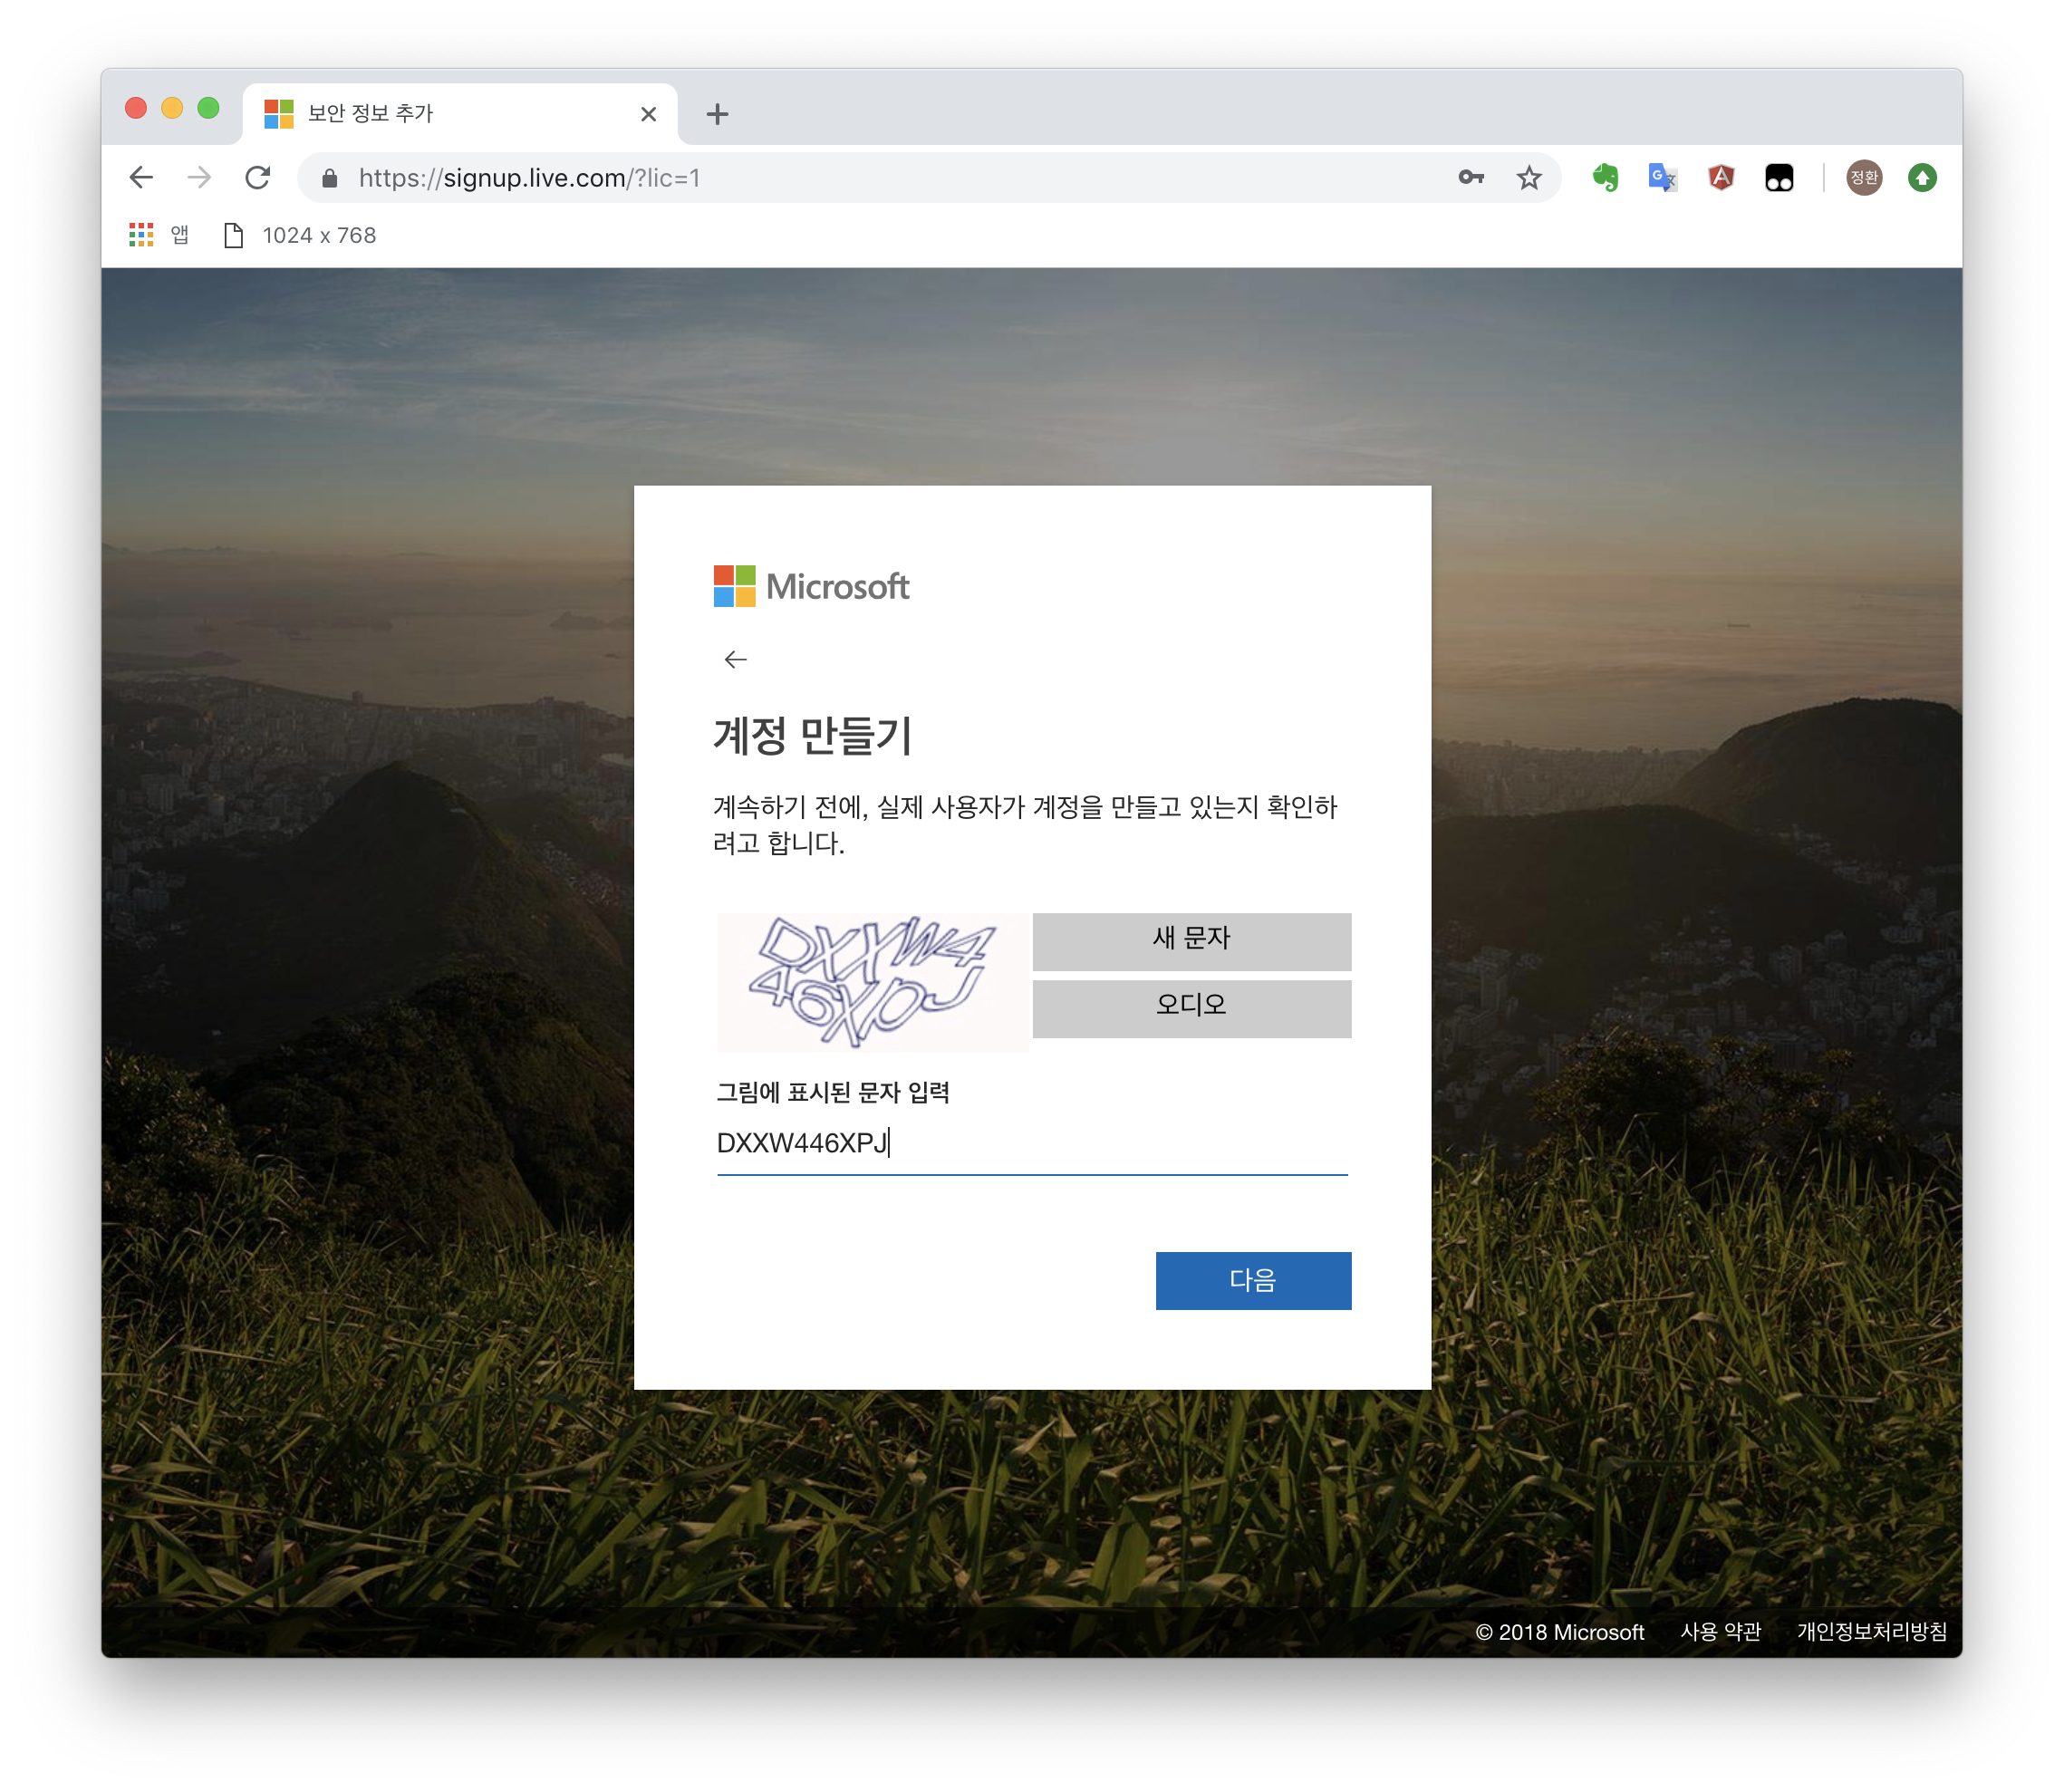 보안 정보 추가
https://signup.live.com/?lic=1
정환
앱
1024 x 768
Microsoft
계정 만들기
계속하기 전에, 실제 사용자가 계정을 만들고 있는지 확인하
려고 합니다.
새 문자
오디오
그림에 표시된 문자 입력
DXXW446XPJ
다음
© 2018 Microsoft 사용 약관 개인정보처리방침